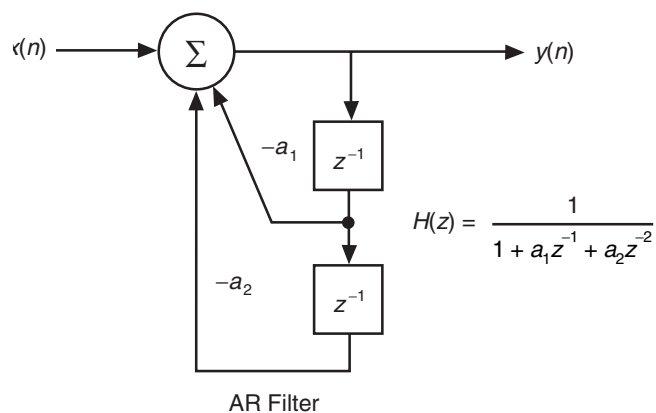 x(n)
Σ
y(n)
–a₁
z⁻¹
H(z) = 1 / (1 + a₁z⁻¹ + a₂z⁻²)
–a₂
z⁻¹
AR Filter